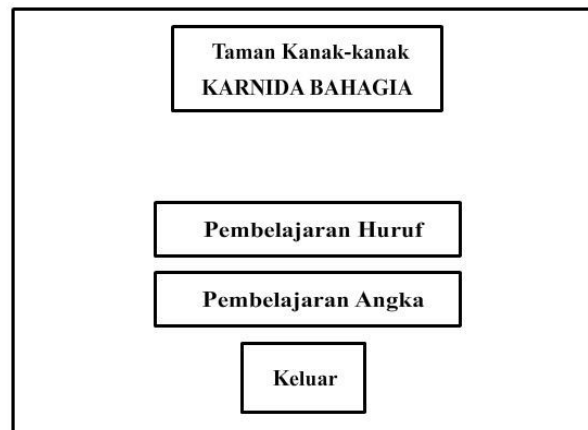 Taman Kanak-kanak
KARNIDA BAHAGIA
Pembelajaran Huruf
Pembelajaran Angka
Keluar